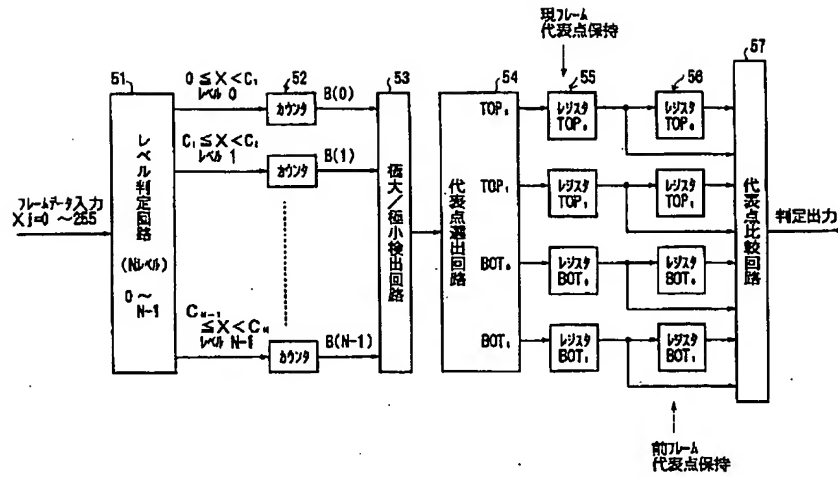 現フレーム
代表点保持
51
52
53
54
55
56
57
0 ≦ X < C₁
レベル 0
カウンタ
B(0)
C₁ ≦ X < C₂
レベル 1
カウンタ
B(1)
フレームデータ入力
Xi=0 ～255
レベル判定回路
(Nレベル)
0 ～
N-1
C_{N-1}
≦ X < C_N
レベル N-1
カウンタ
B(N-1)
極大／極小検出回路
代表点選出回路
TOP₀
TOP₁
BOT₀
BOT₁
レジスタ
TOP₀
レジスタ
TOP₀
レジスタ
TOP₁
レジスタ
TOP₁
レジスタ
BOT₀
レジスタ
BOT₀
レジスタ
BOT₁
レジスタ
BOT₁
代表点比較回路
判定出力
前フレーム
代表点保持